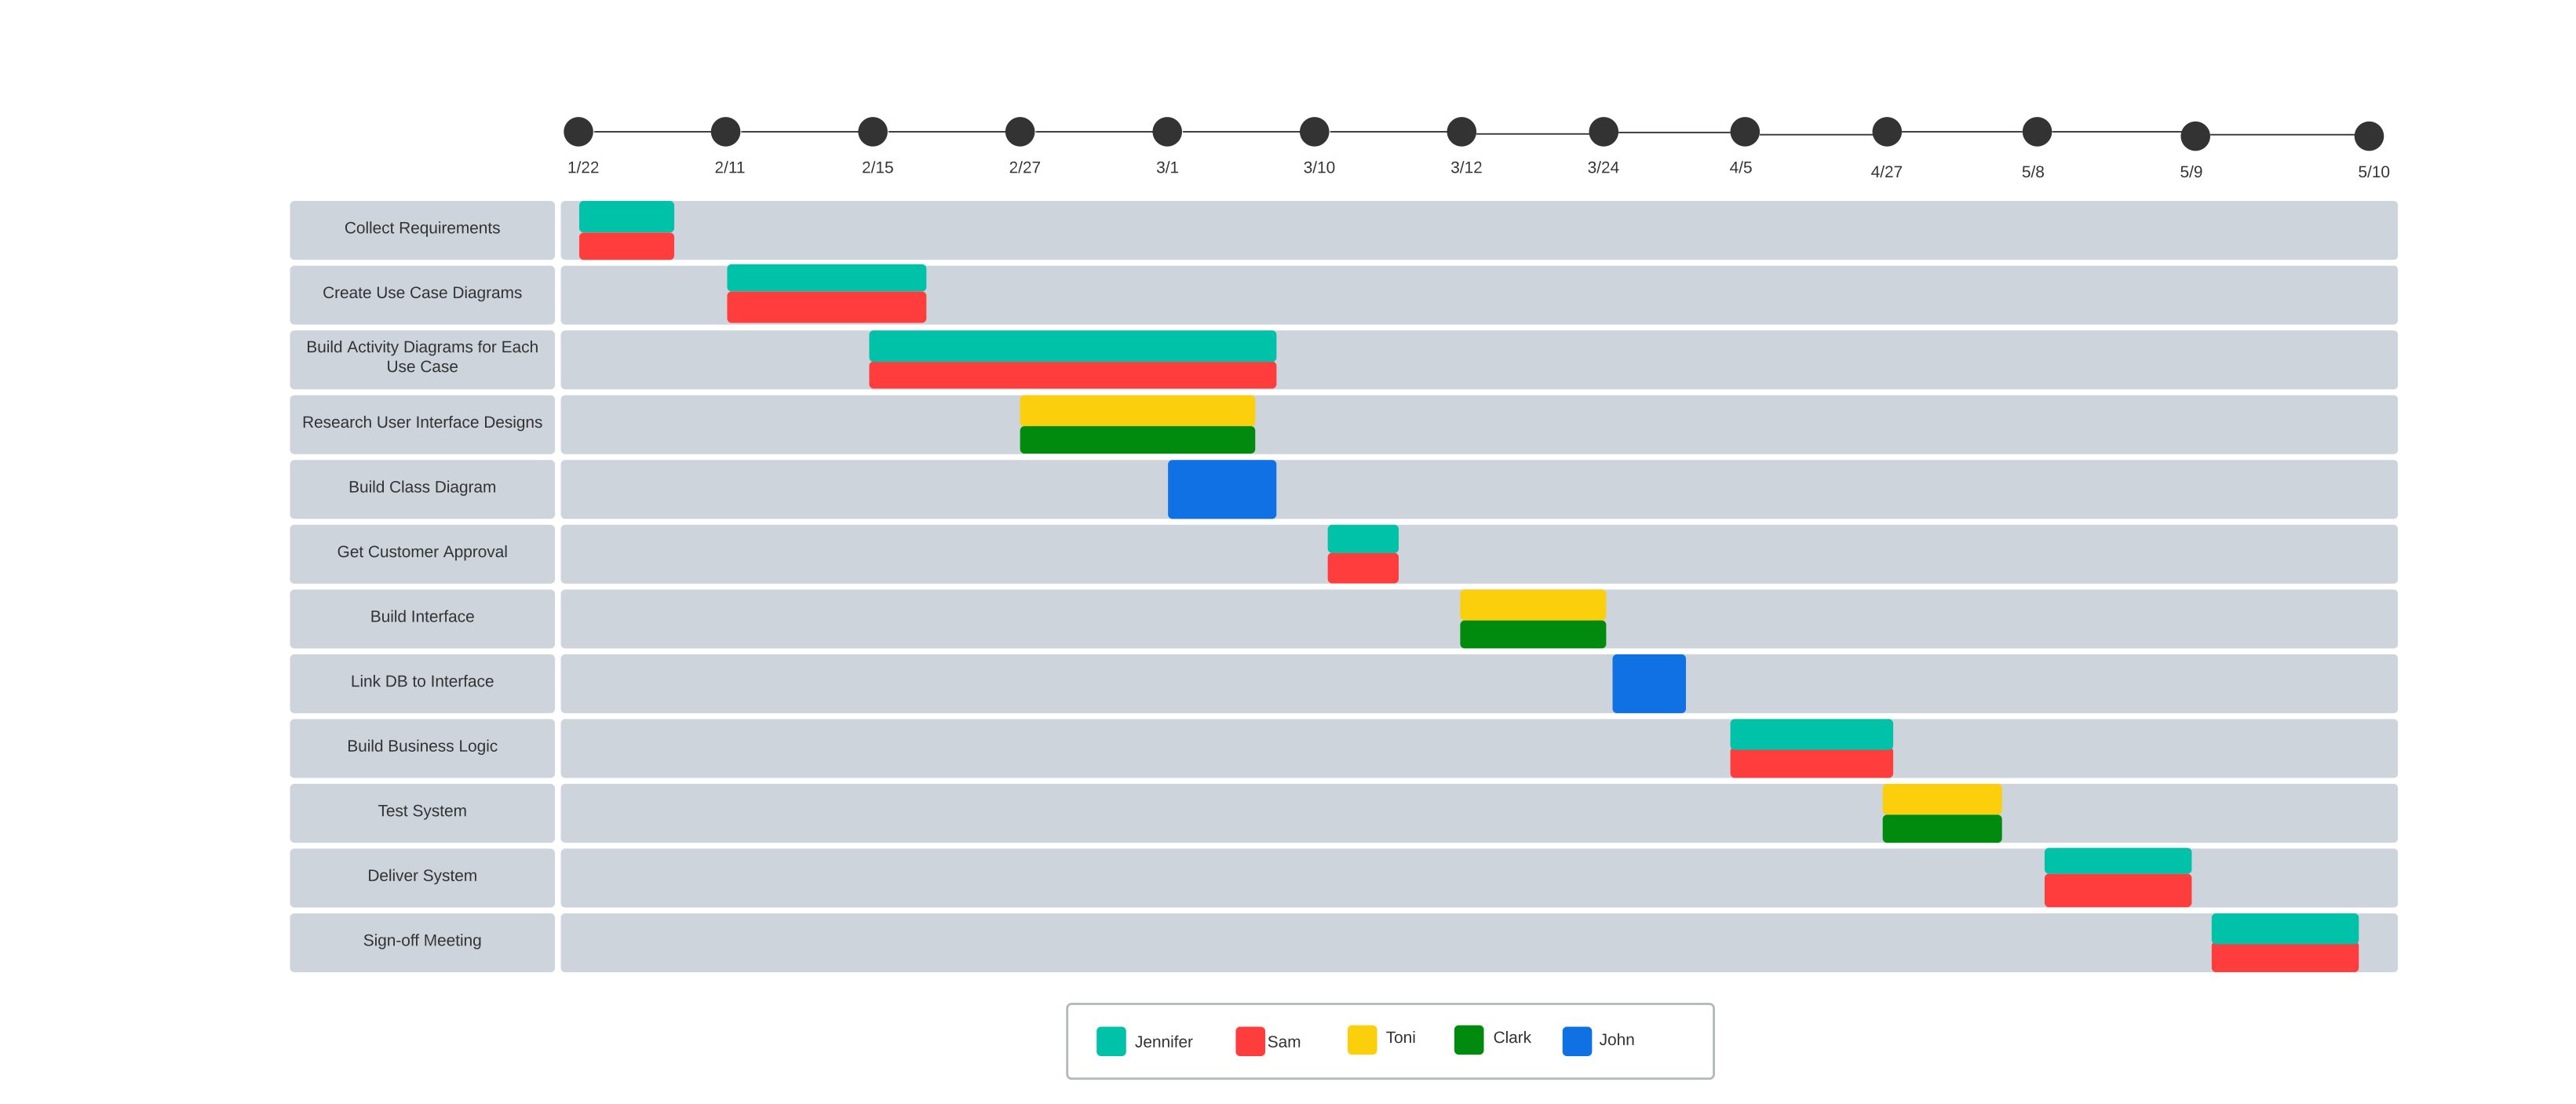 1/22 2/11 2/15 2/27 3/1 3/10 3/12 3/24 4/5 4/27 5/8 5/9 5/10
Collect Requirements
Create Use Case Diagrams
Build Activity Diagrams for Each
Use Case
Research User Interface Designs
Build Class Diagram
Get Customer Approval
Build Interface
Link DB to Interface
Build Business Logic
Test System
Deliver System
Sign-off Meeting
Jennifer Sam Toni Clark John